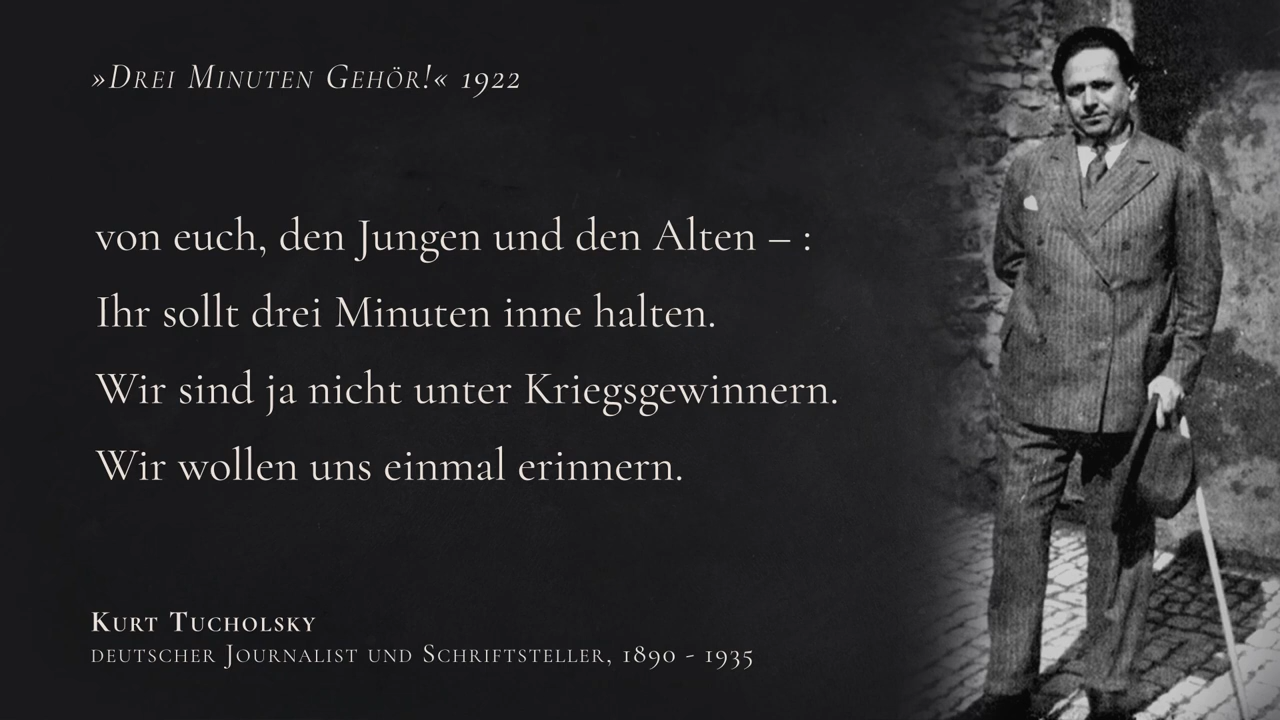 »Drei Minuten Gehör!« 1922
von euch, den Jungen und den Alten – :
Ihr sollt drei Minuten inne halten.
Wir sind ja nicht unter Kriegsgewinnern.
Wir wollen uns einmal erinnern.
Kurt Tucholsky
deutscher Journalist und Schriftsteller, 1890 - 1935